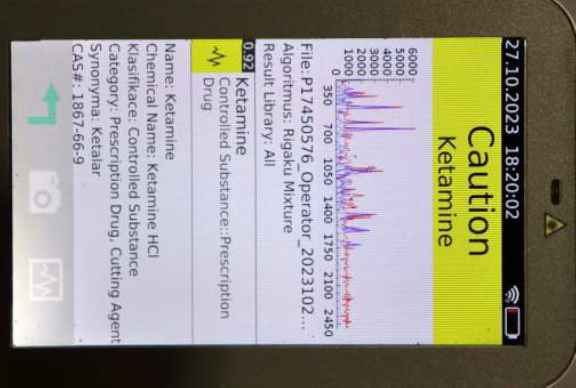 27.10.2023 18:20:02
Caution
Ketamine
6000
5000
4000
3000
2000
1000
0
350 700 1050 1400 1750 2100 2450
File: P17450576_Operator_2023102...
Algoritmus: Rigaku Mixture
Result Library: All
0.92 Ketamine
Controlled Substance::Prescription
Drug
Name: Ketamine
Chemical Name: Ketamine HCl
Klasifikace: Controlled Substance
Category: Prescription Drug, Cutting Agent
Synonyma: Ketalar
CAS#: 1867-66-9